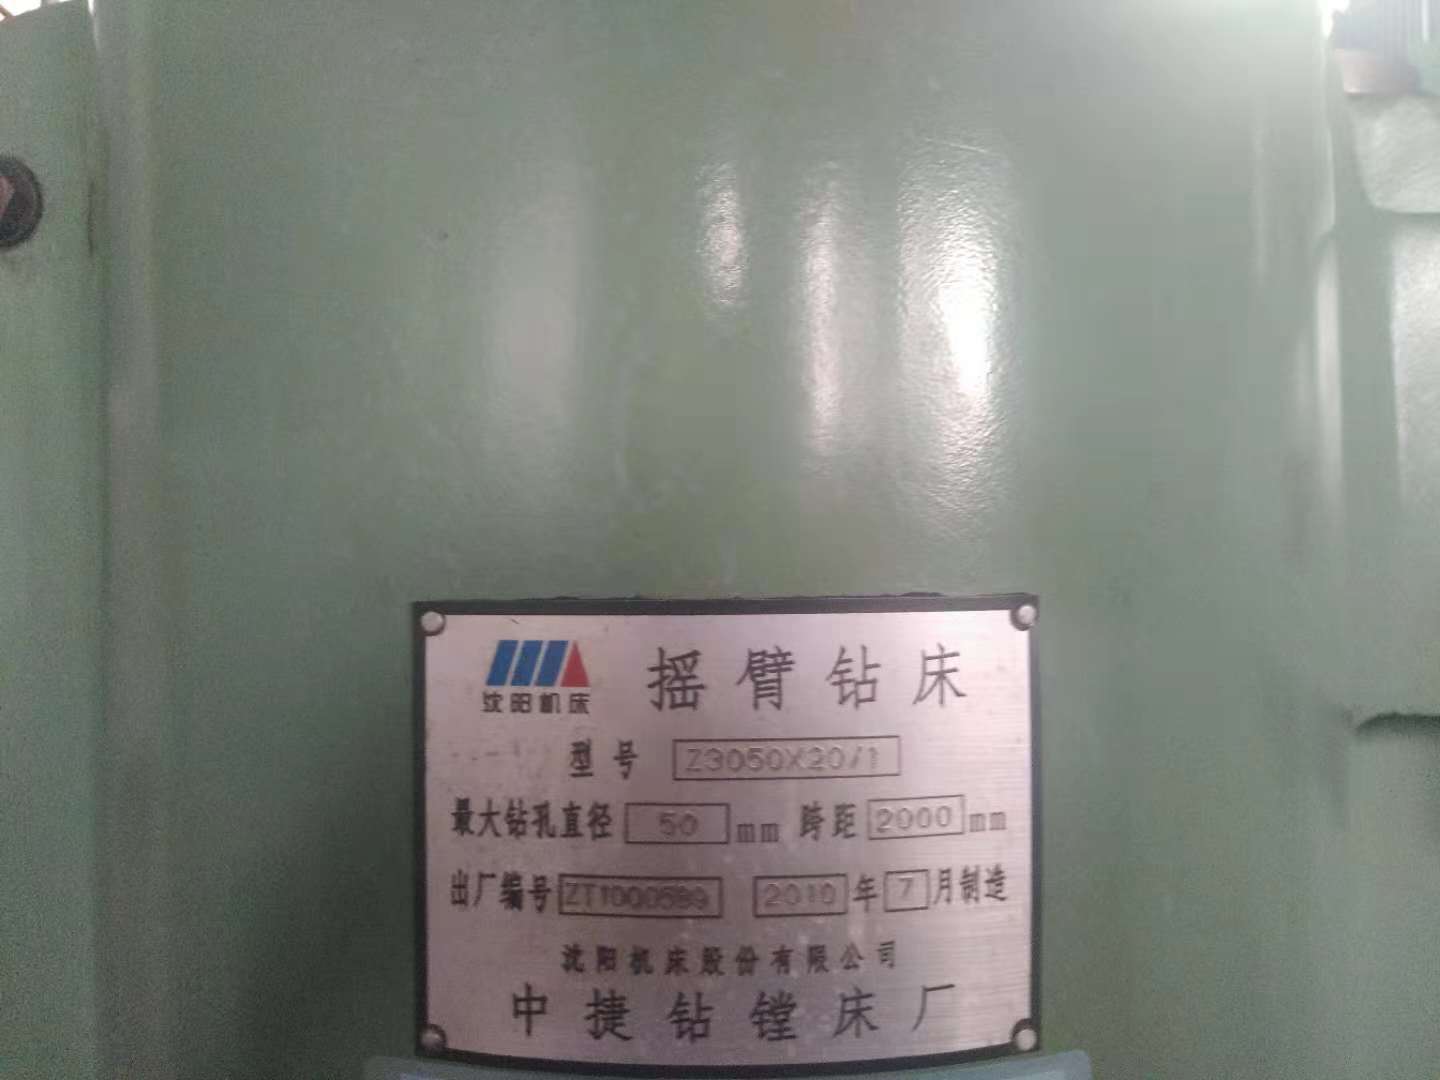 沈阳机床 摇臂钻床
型号 Z3050X20/1
最大钻孔直径 50 mm 跨距 2000 mm
出厂编号 ZT1000589 2010 年 7 月制造
沈阳机床股份有限公司
中捷钻镗床厂